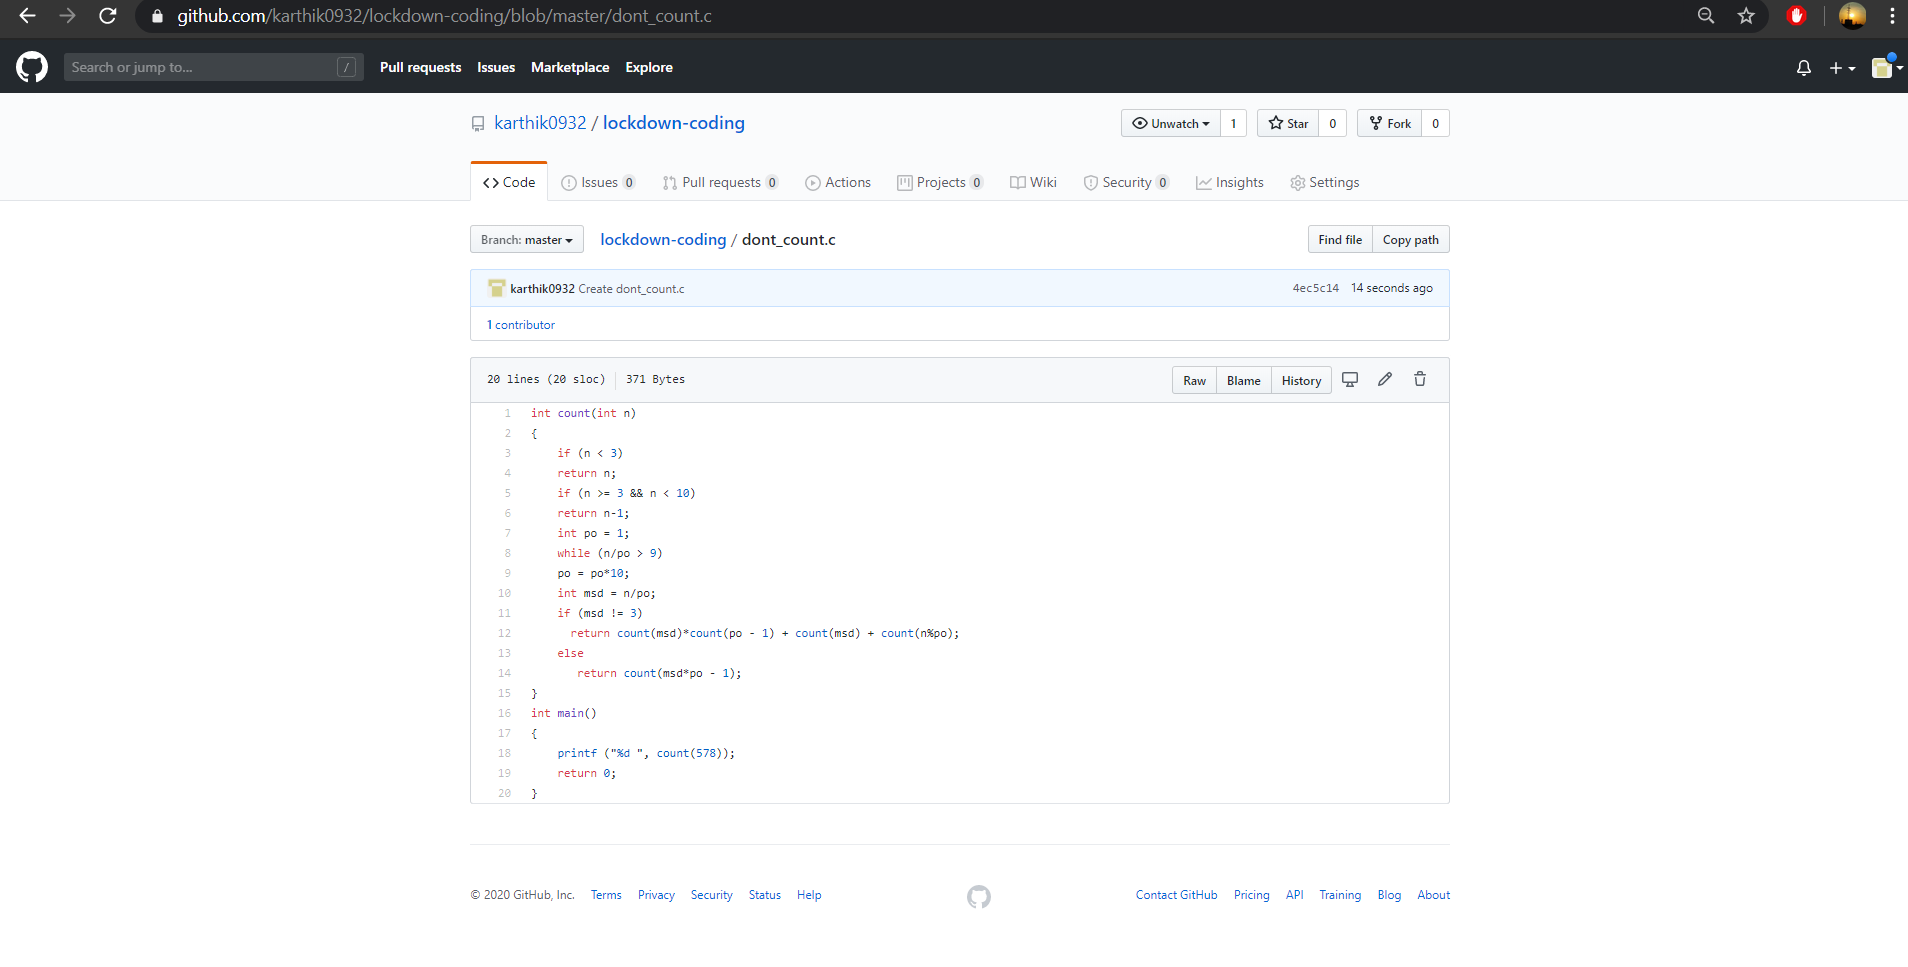 github.com/karthik0932/lockdown-coding/blob/master/dont_count.c
Search or jump to... / Pull requests Issues Marketplace Explore
karthik0932 / lockdown-coding Unwatch 1 Star 0 Fork 0
Code Issues 0 Pull requests 0 Actions Projects 0 Wiki Security 0 Insights Settings
Branch: master lockdown-coding / dont_count.c Find file Copy path
karthik0932 Create dont_count.c 4ec5c14 14 seconds ago
1 contributor
20 lines (20 sloc) 371 Bytes Raw Blame History
1 int count(int n)
2 {
3 if (n < 3)
4 return n;
5 if (n >= 3 && n < 10)
6 return n-1;
7 int po = 1;
8 while (n/po > 9)
9 po = po*10;
10 int msd = n/po;
11 if (msd != 3)
12 return count(msd)*count(po - 1) + count(msd) + count(n%po);
13 else
14 return count(msd*po - 1);
15 }
16 int main()
17 {
18 printf ("%d ", count(578));
19 return 0;
20 }
© 2020 GitHub, Inc. Terms Privacy Security Status Help Contact GitHub Pricing API Training Blog About